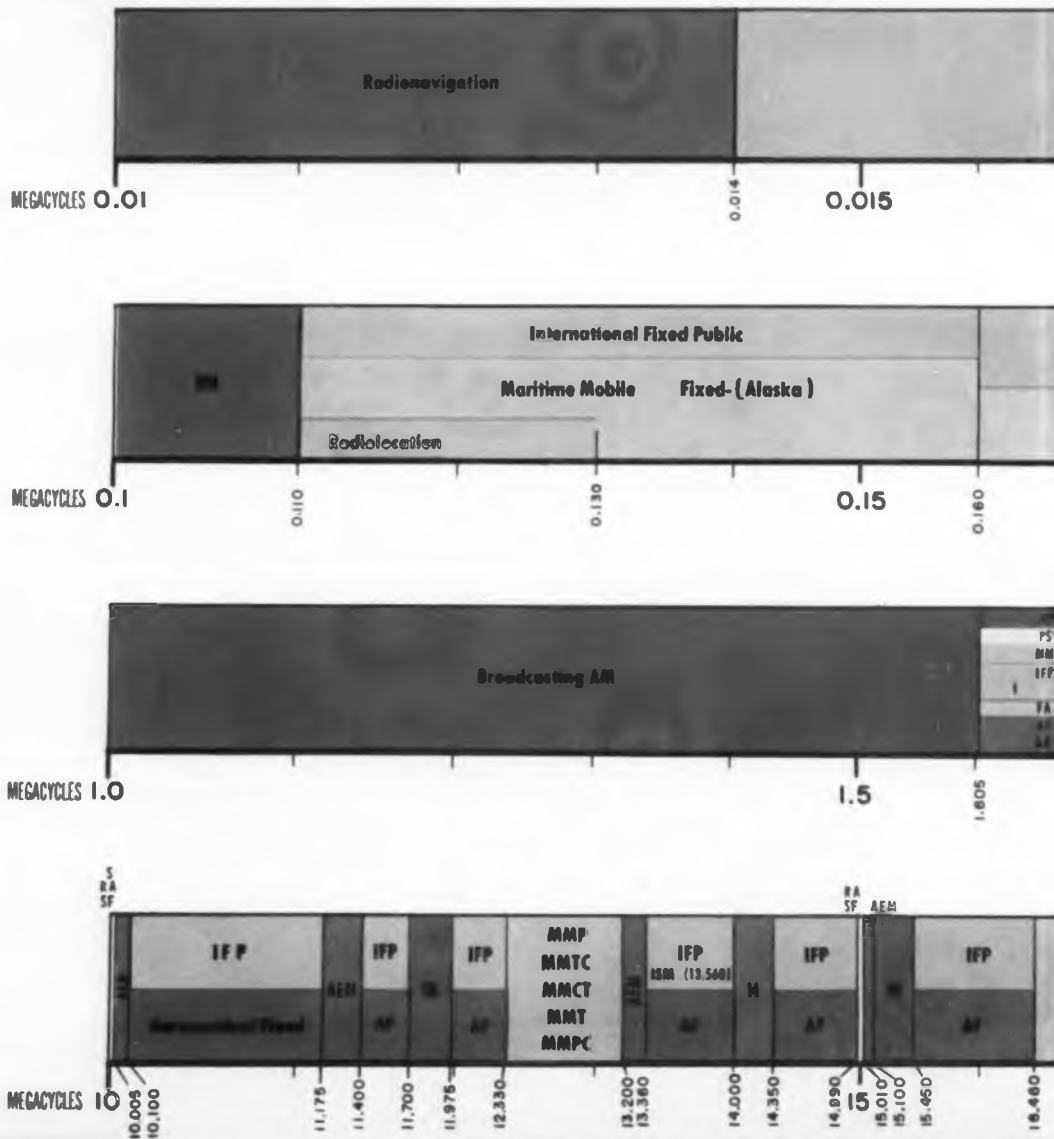 Radionavigation
0.014
MEGACYCLES 0.01 0.015
International Fixed Public
Maritime Mobile Fixed-(Alaska)
Radiolocation
MEGACYCLES 0.1 0.110 0.130 0.15 0.160
PS
MM
IFP
Broadcasting AM
FA
MEGACYCLES 1.0 1.5 1.605
S
RA
SF
RA
SF AEM
IFP AEM IFP IFP
MMP
MMTC
MMCT
MMT
MMPC
AEM IFP
ISM (13.560)
M IFP IFP
Aeronautical Fixed AF AF AF AF AF
MEGACYCLES 10 10.005 10.100 11.175 11.400 11.700 11.975 12.330 13.200 13.360 14.000 14.350 14.990 15 15.010 15.100 15.450 16.460